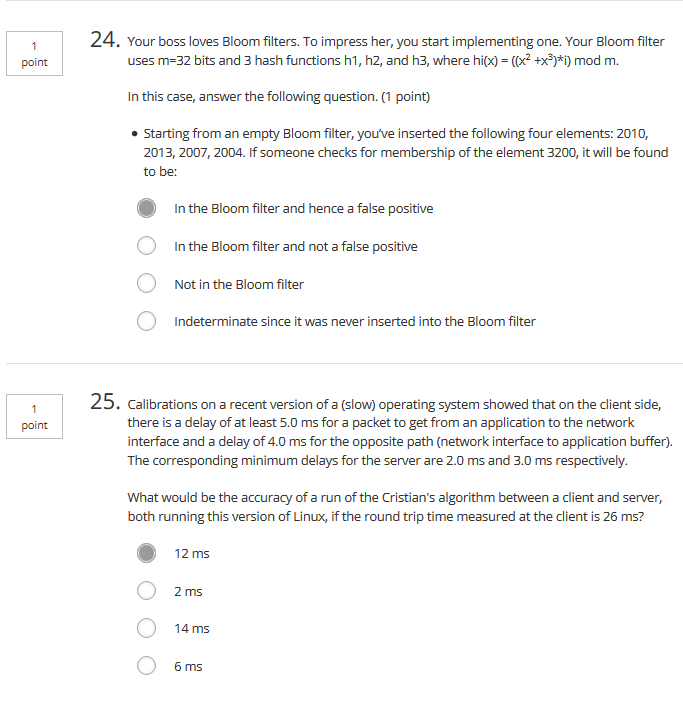 1
point
24. Your boss loves Bloom filters. To impress her, you start implementing one. Your Bloom filter
uses m=32 bits and 3 hash functions h1, h2, and h3, where hi(x) = ((x² +x³)*i) mod m.
In this case, answer the following question. (1 point)
• Starting from an empty Bloom filter, you've inserted the following four elements: 2010,
2013, 2007, 2004. If someone checks for membership of the element 3200, it will be found
to be:
In the Bloom filter and hence a false positive
In the Bloom filter and not a false positive
Not in the Bloom filter
Indeterminate since it was never inserted into the Bloom filter
1
point
25. Calibrations on a recent version of a (slow) operating system showed that on the client side,
there is a delay of at least 5.0 ms for a packet to get from an application to the network
interface and a delay of 4.0 ms for the opposite path (network interface to application buffer).
The corresponding minimum delays for the server are 2.0 ms and 3.0 ms respectively.
What would be the accuracy of a run of the Cristian's algorithm between a client and server,
both running this version of Linux, if the round trip time measured at the client is 26 ms?
12 ms
2 ms
14 ms
6 ms